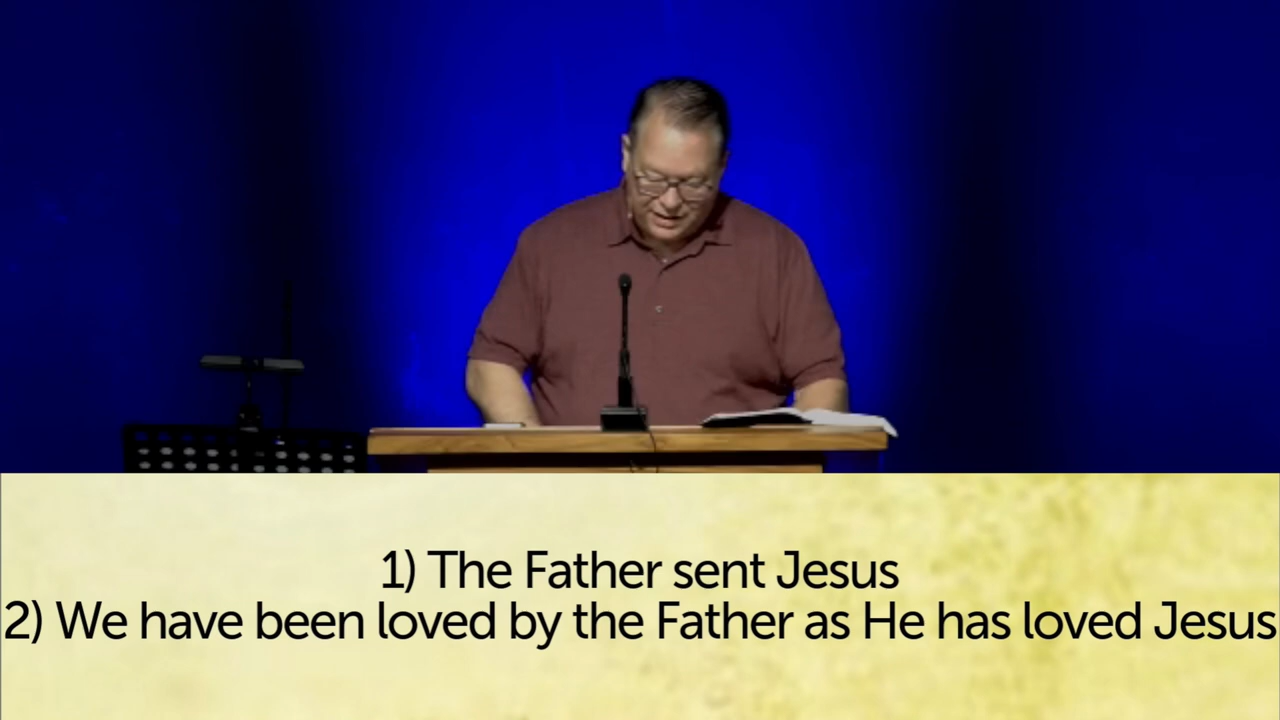 1) The Father sent Jesus
2) We have been loved by the Father as He has loved Jesus